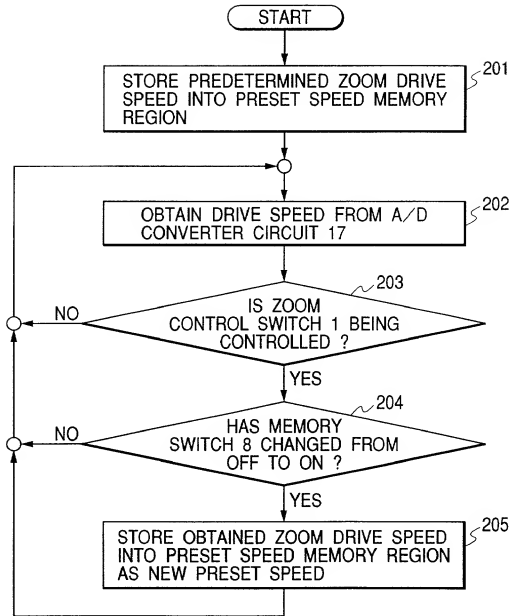 START
201
STORE PREDETERMINED ZOOM DRIVE
SPEED INTO PRESET SPEED MEMORY
REGION
202
OBTAIN DRIVE SPEED FROM A/D
CONVERTER CIRCUIT 17
203
IS ZOOM
CONTROL SWITCH 1 BEING
CONTROLLED ?
NO
YES
204
HAS MEMORY
SWITCH 8 CHANGED FROM
OFF TO ON ?
NO
YES
205
STORE OBTAINED ZOOM DRIVE SPEED
INTO PRESET SPEED MEMORY REGION
AS NEW PRESET SPEED